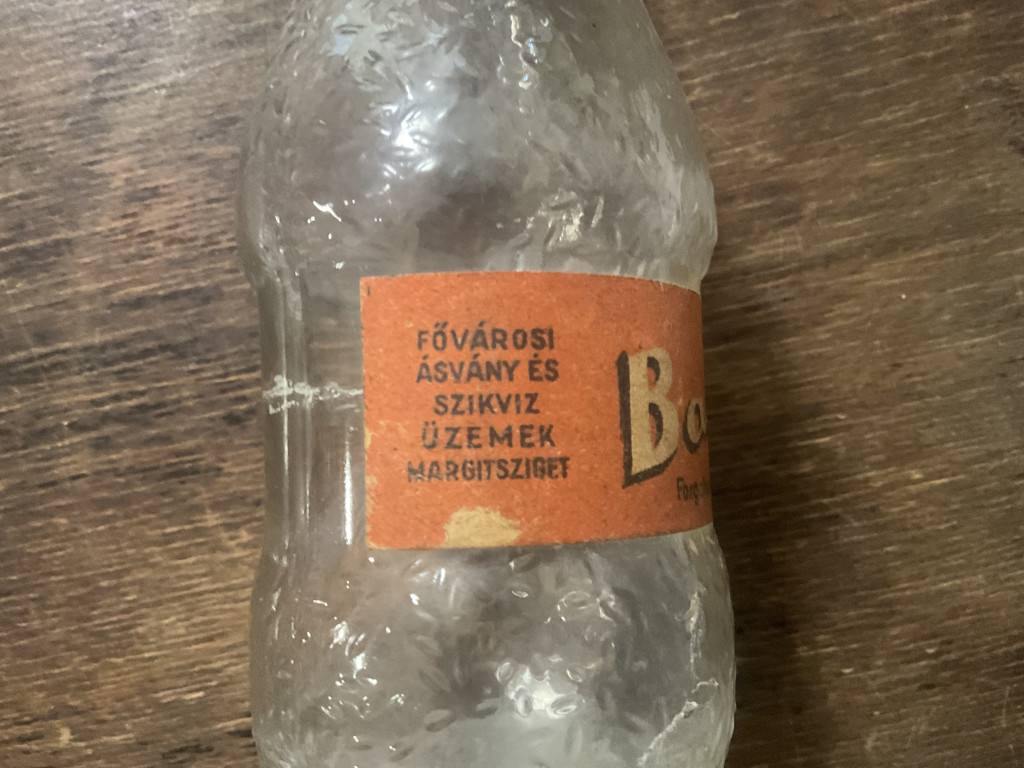 FŐVÁROSI
ÁSVÁNY ÉS
SZIKVIZ
ÜZEMEK
MARGITSZIGET